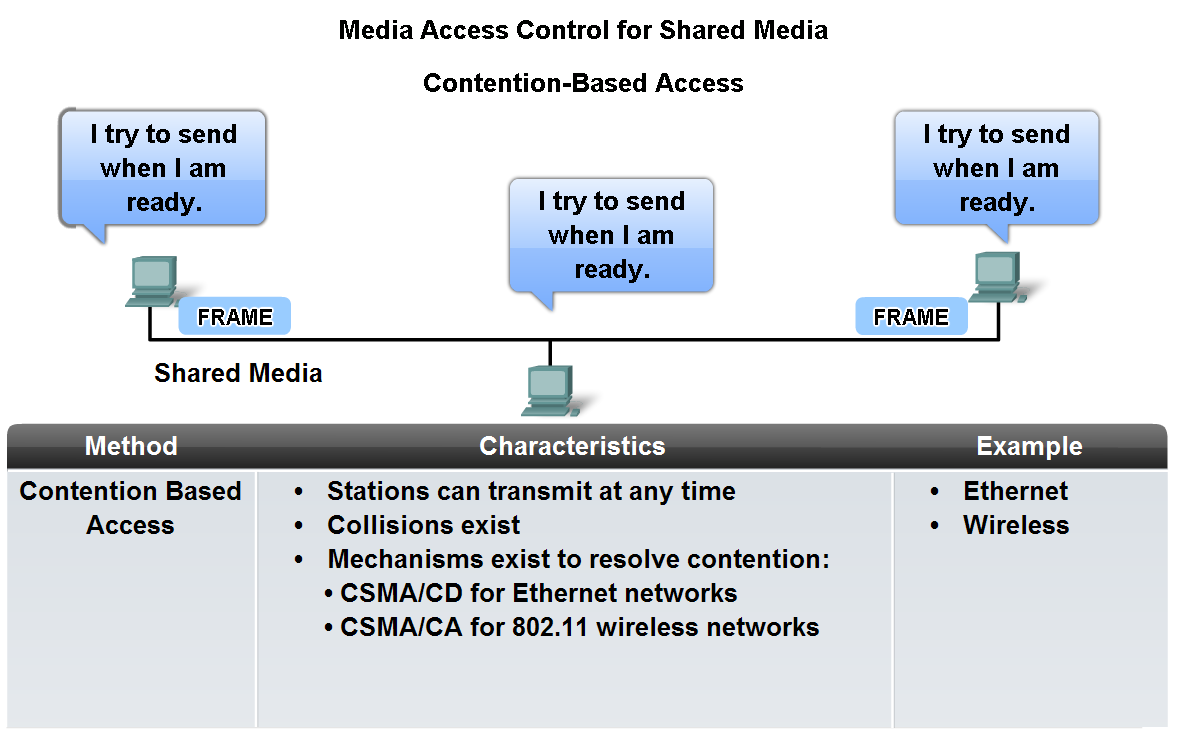 Media Access Control for Shared Media
Contention-Based Access
I try to send
when I am
ready.
I try to send
when I am
ready.
I try to send
when I am
ready.
FRAME
FRAME
Shared Media
Method
Characteristics
Example
Contention Based
Access
• Stations can transmit at any time
• Collisions exist
• Mechanisms exist to resolve contention:
• CSMA/CD for Ethernet networks
• CSMA/CA for 802.11 wireless networks
• Ethernet
• Wireless